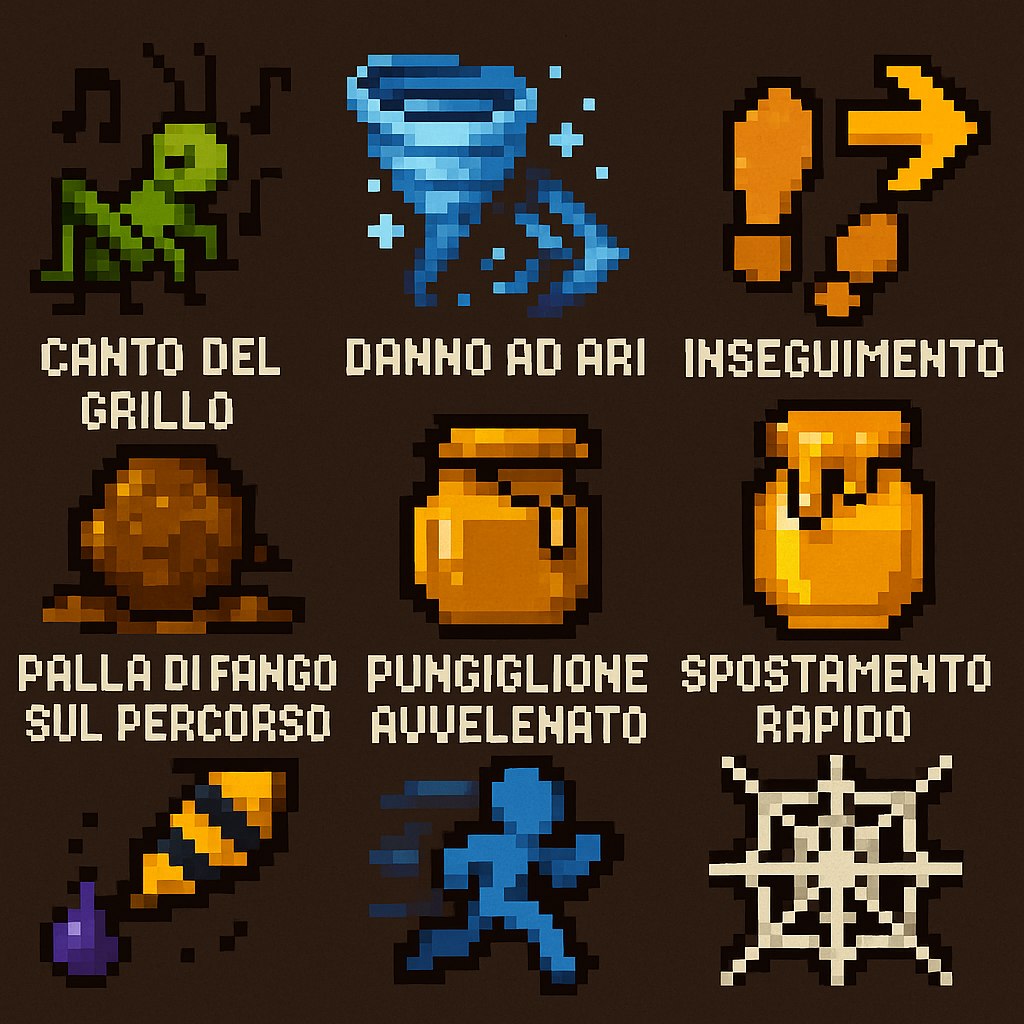 CANTO DEL
GRILLO
DANNO AD ARI
INSEGUIMENTO
PALLA DI FANGO
SUL PERCORSO
PUNGIGLIONE
AVVELENATO
SPOSTAMENTO
RAPIDO